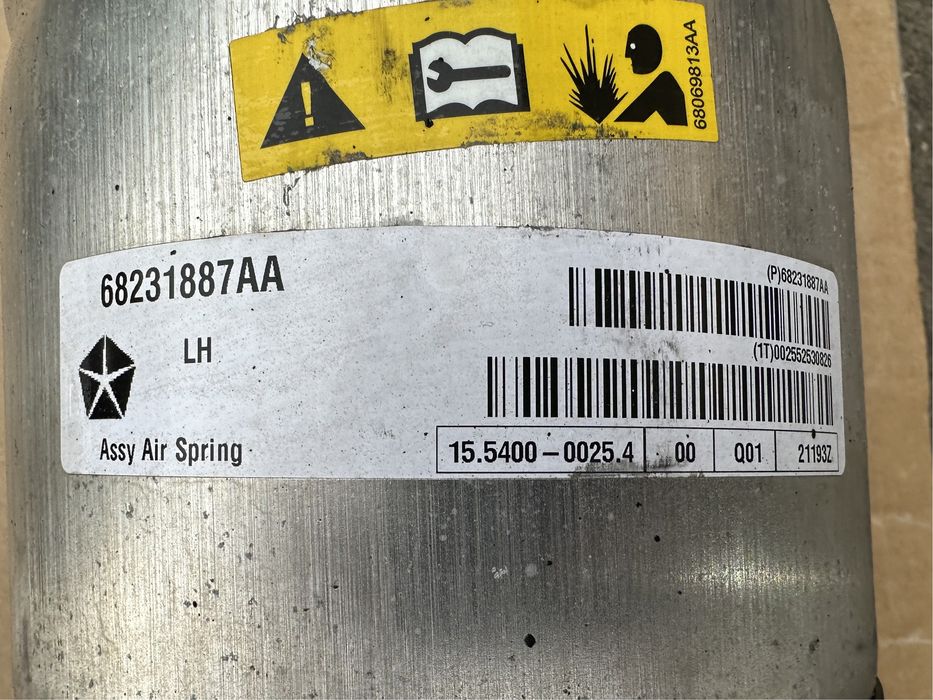 68069813AA
68231887AA
(P)68231887AA
LH
(1T)002552530826
Assy Air Spring
15.5400-0025.4 00 Q01 21193Z